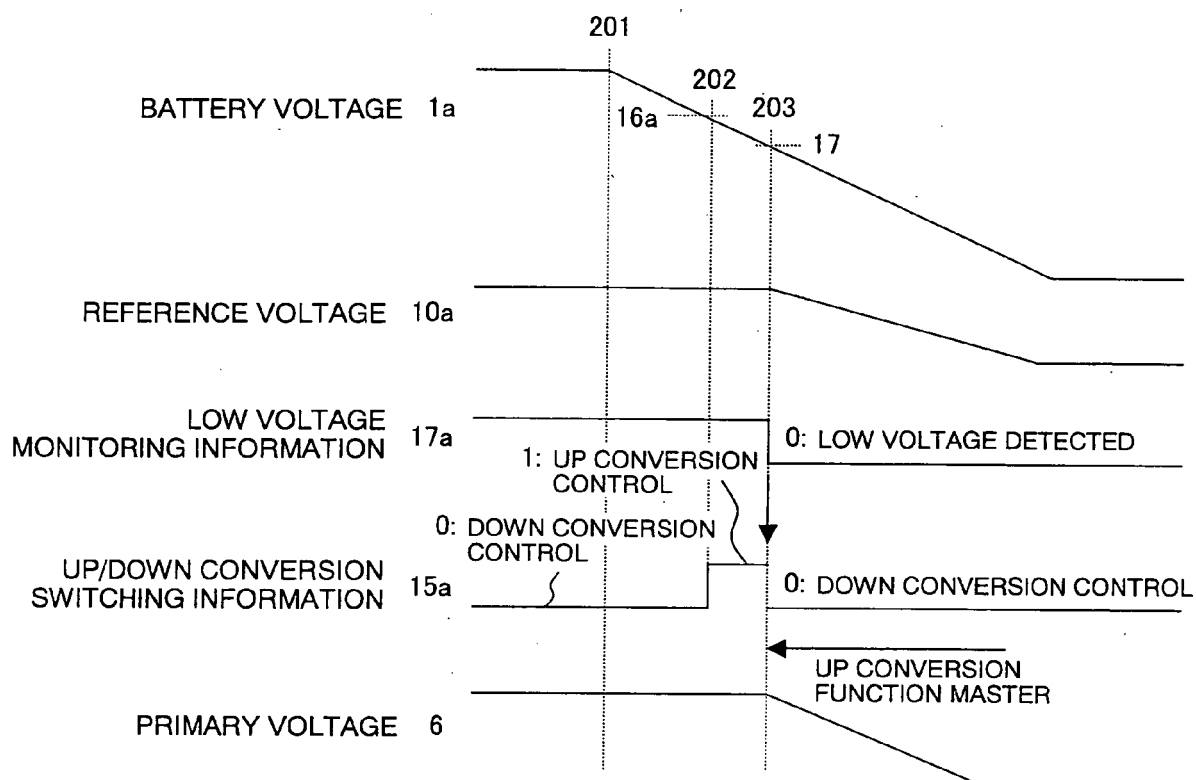 201
202
BATTERY VOLTAGE 1a
16a
203
17
REFERENCE VOLTAGE 10a
LOW VOLTAGE
MONITORING INFORMATION 17a
0: LOW VOLTAGE DETECTED
1: UP CONVERSION
CONTROL
0: DOWN CONVERSION
CONTROL
UP/DOWN CONVERSION
SWITCHING INFORMATION 15a
0: DOWN CONVERSION CONTROL
UP CONVERSION
FUNCTION MASTER
PRIMARY VOLTAGE 6